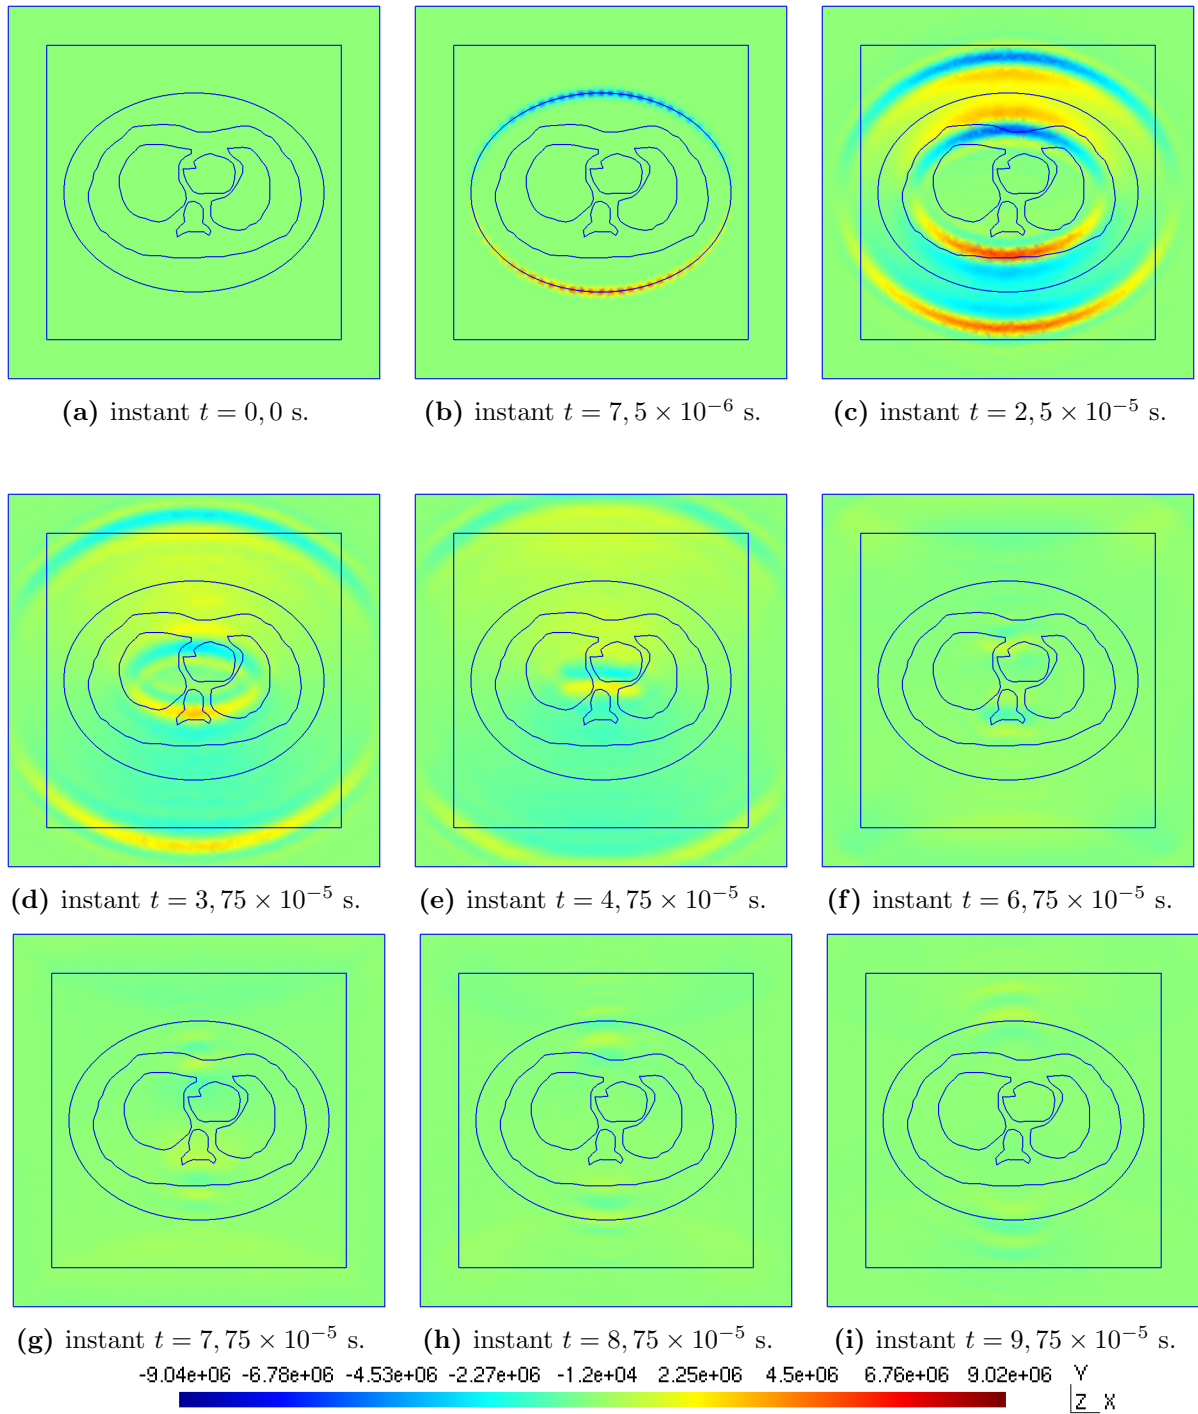 (a) instant t = 0,0 s.
(b) instant t = 7,5 × 10⁻⁶ s.
(c) instant t = 2,5 × 10⁻⁵ s.
(d) instant t = 3,75 × 10⁻⁵ s.
(e) instant t = 4,75 × 10⁻⁵ s.
(f) instant t = 6,75 × 10⁻⁵ s.
(g) instant t = 7,75 × 10⁻⁵ s.
(h) instant t = 8,75 × 10⁻⁵ s.
(i) instant t = 9,75 × 10⁻⁵ s.
-9.04e+06 -6.78e+06 -4.53e+06 -2.27e+06 -1.2e+04 2.25e+06 4.5e+06 6.76e+06 9.02e+06
Y
Z X